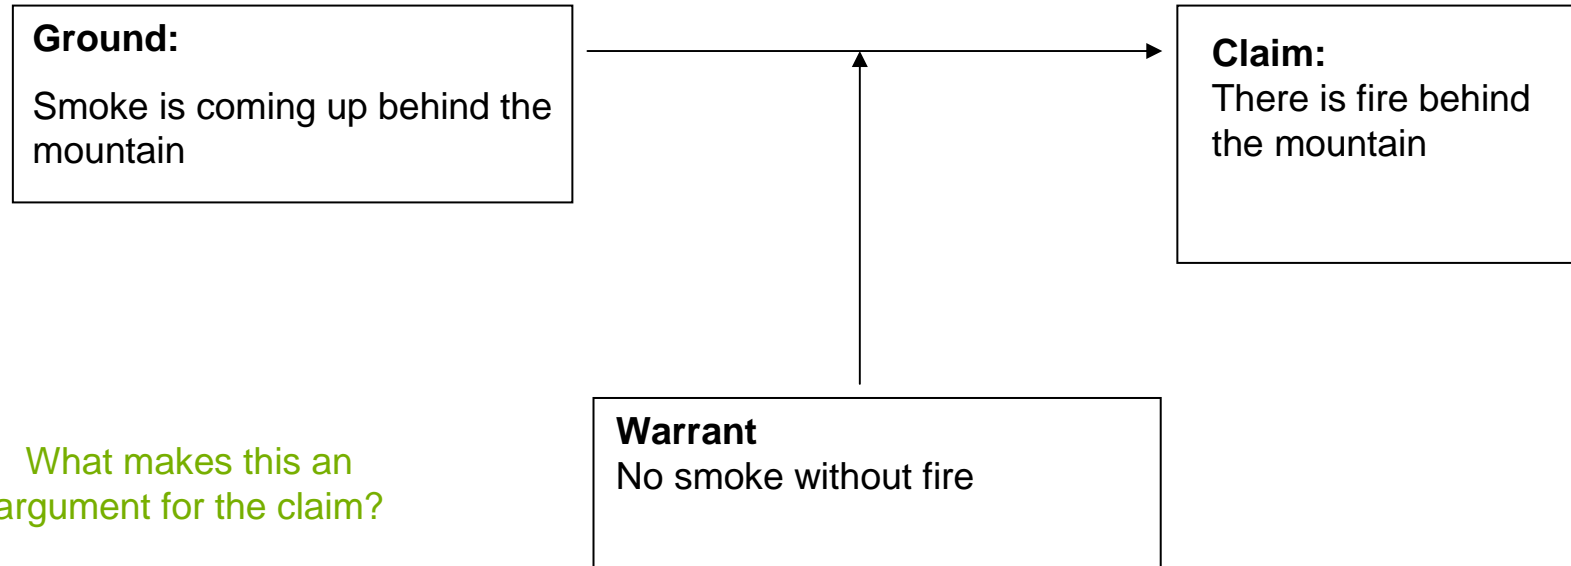 Ground:
Smoke is coming up behind the
mountain
Claim:
There is fire behind
the mountain
Warrant
No smoke without fire
What makes this an
argument for the claim?